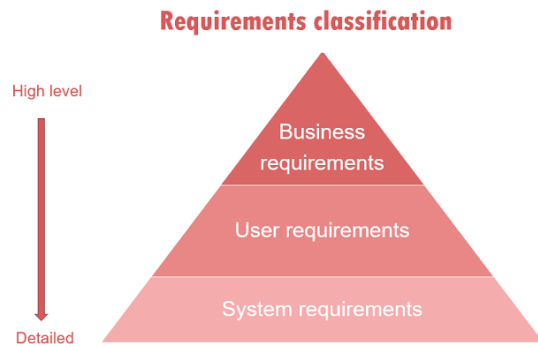 Requirements classification
High level
Business
requirements
User requirements
System requirements
Detailed